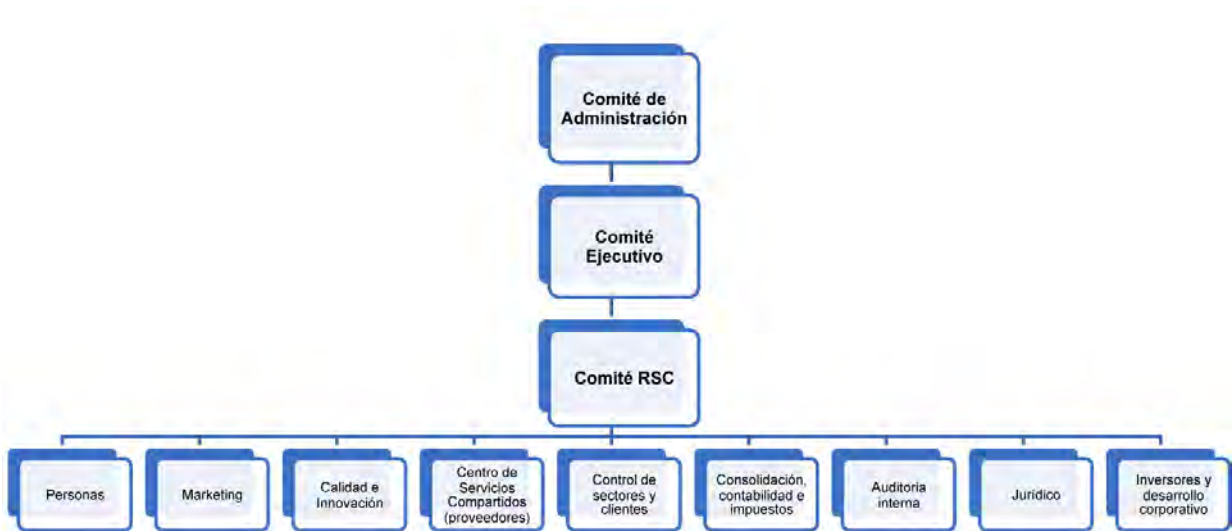 Comité de
Administración
Comité
Ejecutivo
Comité RSC
Personas
Marketing
Calidad e
Innovación
Centro de
Servicios
Compartidos
(proveedores)
Control de
sectores y
clientes
Consolidación,
contabilidad e
impuestos
Auditoria
interna
Jurídico
Inversores y
desarrollo
corporativo